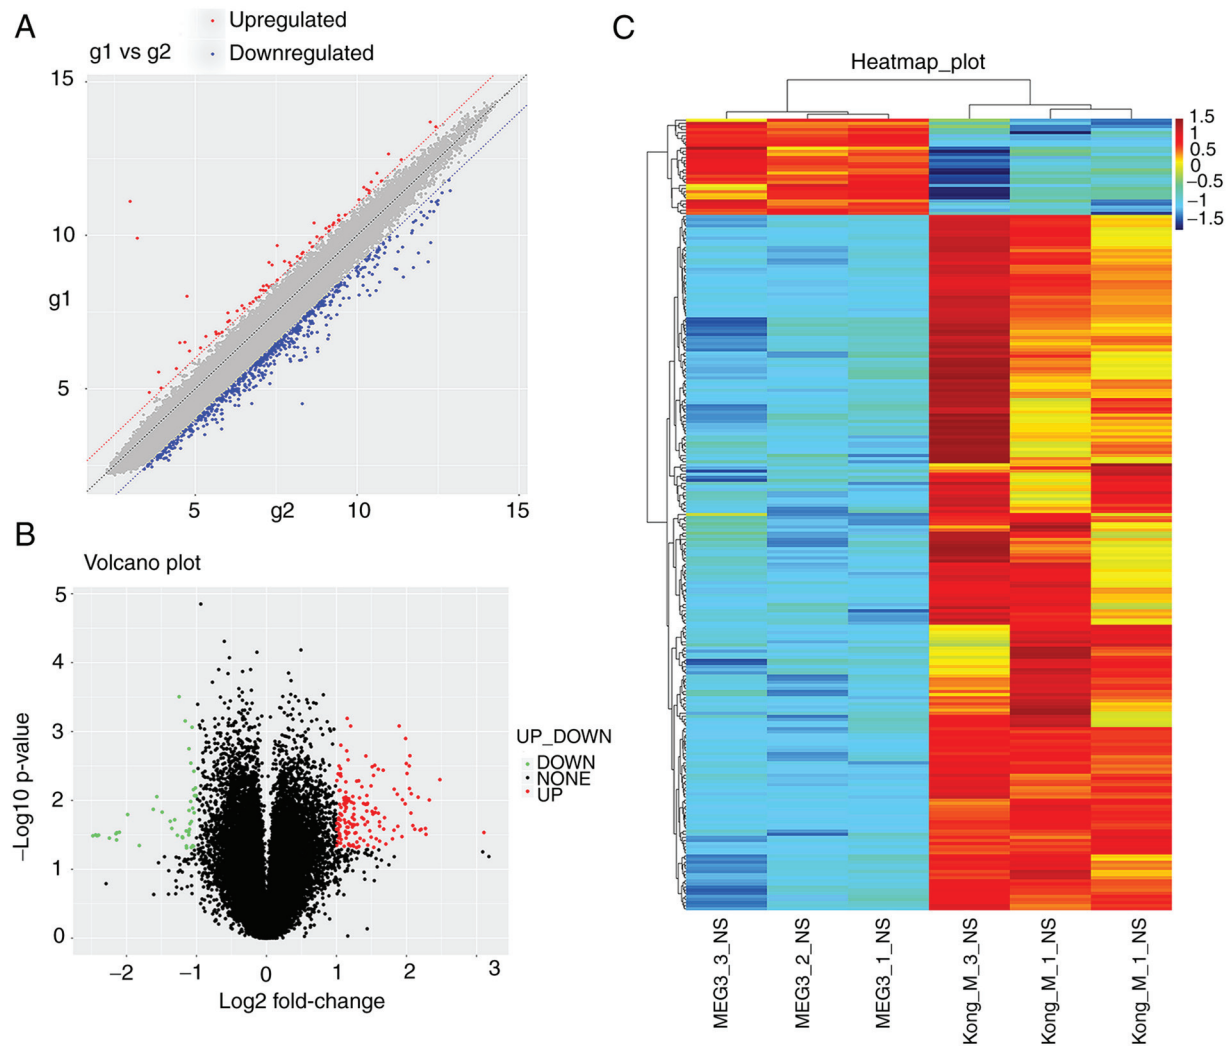 A
Upregulated
g1 vs g2
Downregulated
15
10
g1
5
5
g2
10
15
B
Volcano plot
5
4
3
2
1
0
−Log10 p-value
−2
−1
0
1
2
3
Log2 fold-change
UP_DOWN
DOWN
NONE
UP
C
Heatmap_plot
1.5
0.5
0
−0.5
−1
−1.5
MEG3_3_NS
MEG3_2_NS
MEG3_1_NS
Kong_M_3_NS
Kong_M_1_NS
Kong_M_1_NS